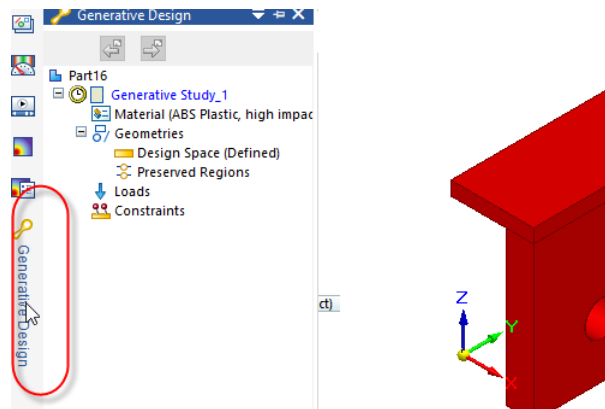 Generative Design
Part16
Generative Study_1
Material (ABS Plastic, high impac
Geometries
Design Space (Defined)
Preserved Regions
Loads
Constraints
Generative Design
ct)
Z
Y
X